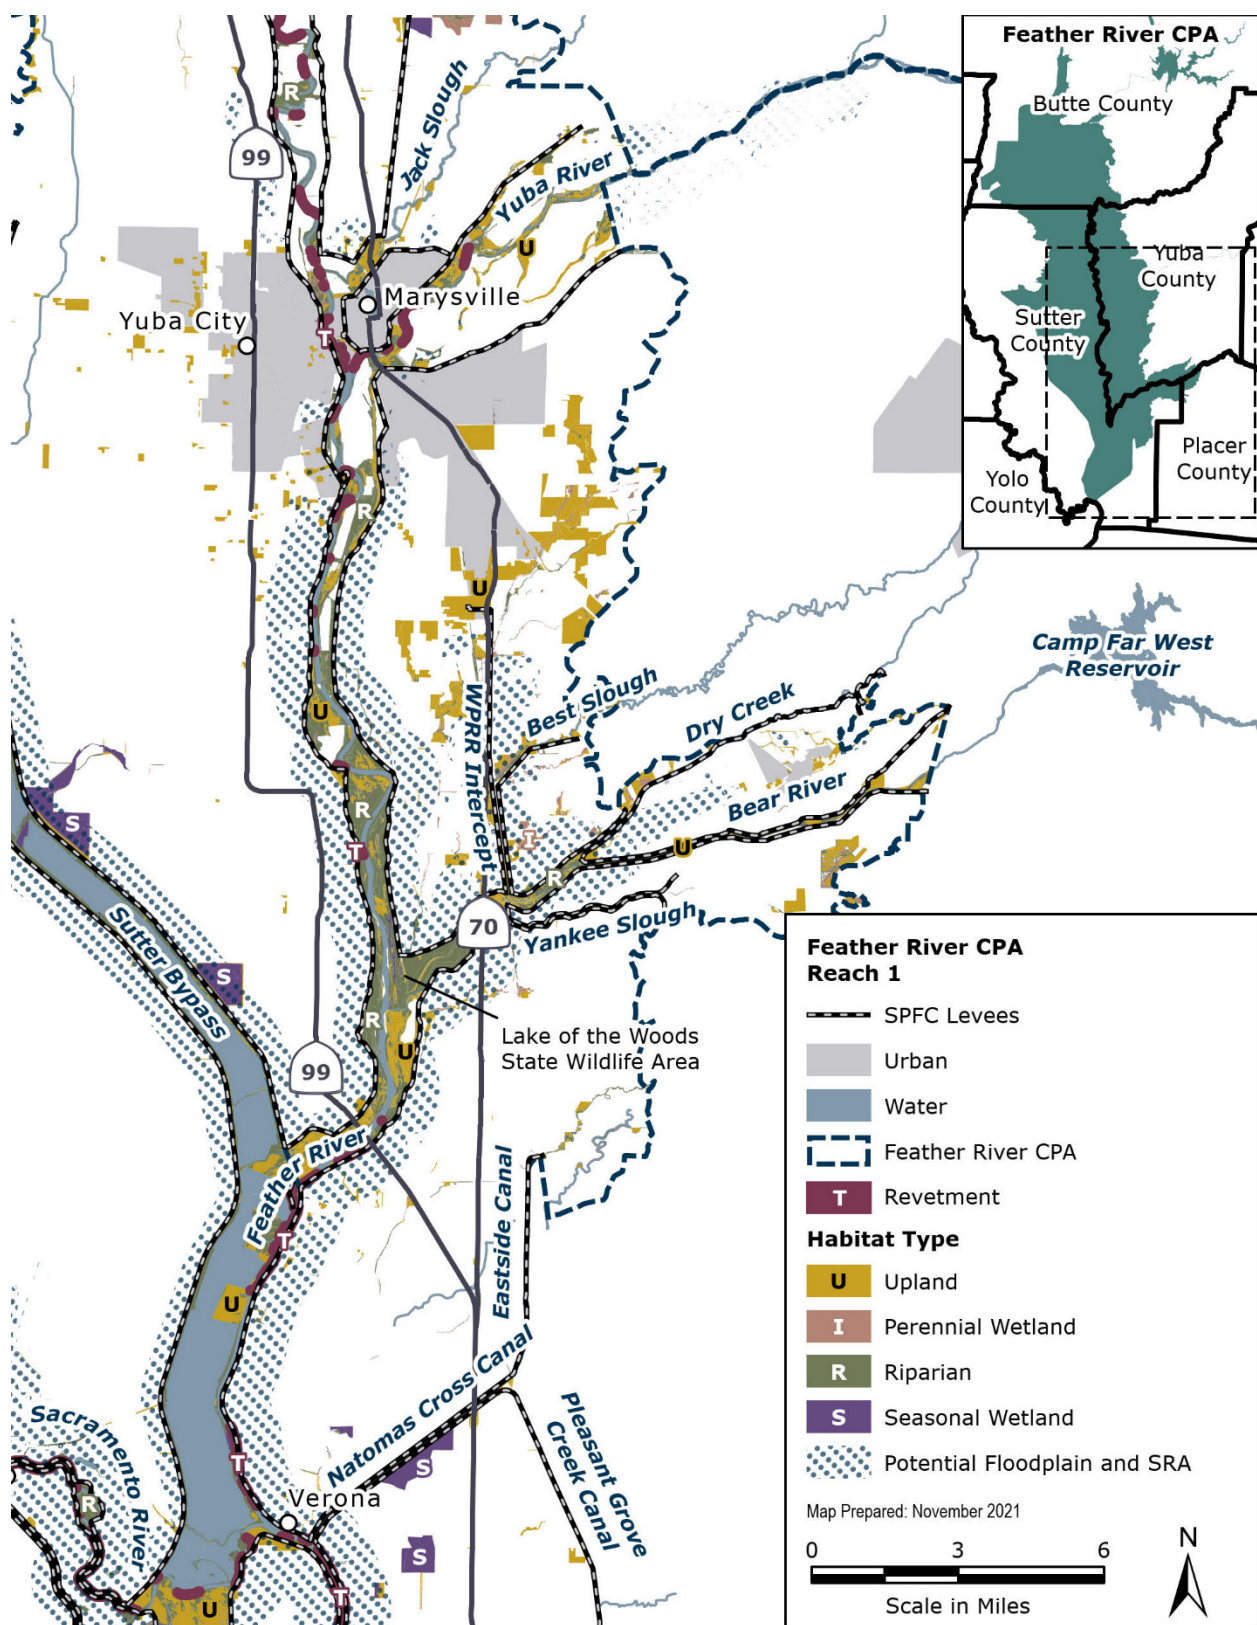 Feather River CPA
Butte County
Yuba
County
Sutter
County
Placer
County
Yolo
County
R
99
Jack Slough
Yuba River
U
Marysville
Yuba City
T
R
U
Camp Far West
Reservoir
WPRR Intercept
Best Slough
Dry Creek
U
Bear River
S
R
I
T
U
R
70
Yankee Slough
Sutter Bypass
S
R
Lake of the Woods
State Wildlife Area
U
99
Feather River
T
Eastside Canal
U
Natomas Cross Canal
Pleasant Grove
Creek Canal
Sacramento River
T
S
R
Verona
S
T
U
Feather River CPA
Reach 1
SPFC Levees
Urban
Water
Feather River CPA
T Revetment
Habitat Type
U Upland
I Perennial Wetland
R Riparian
S Seasonal Wetland
Potential Floodplain and SRA
Map Prepared: November 2021
0 3 6
Scale in Miles
N